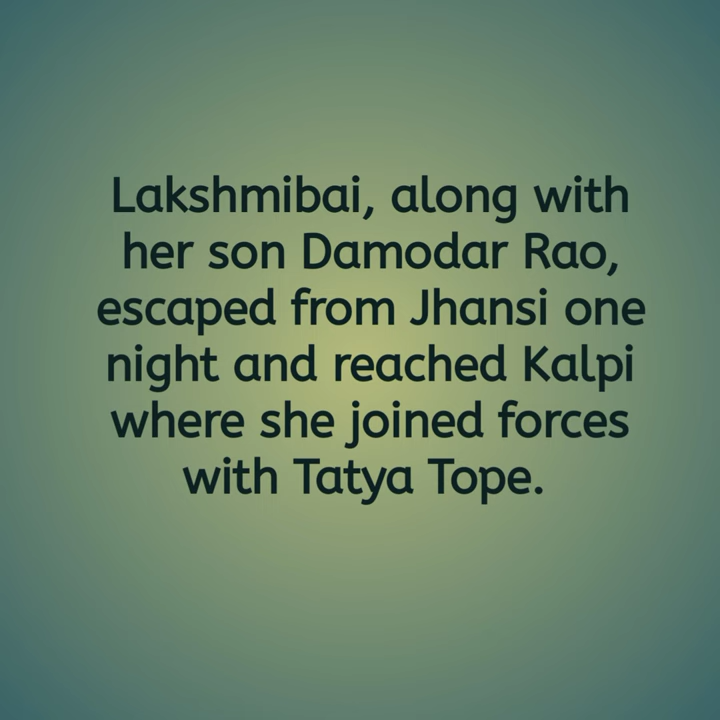 Lakshmibai, along with
her son Damodar Rao,
escaped from Jhansi one
night and reached Kalpi
where she joined forces
with Tatya Tope.